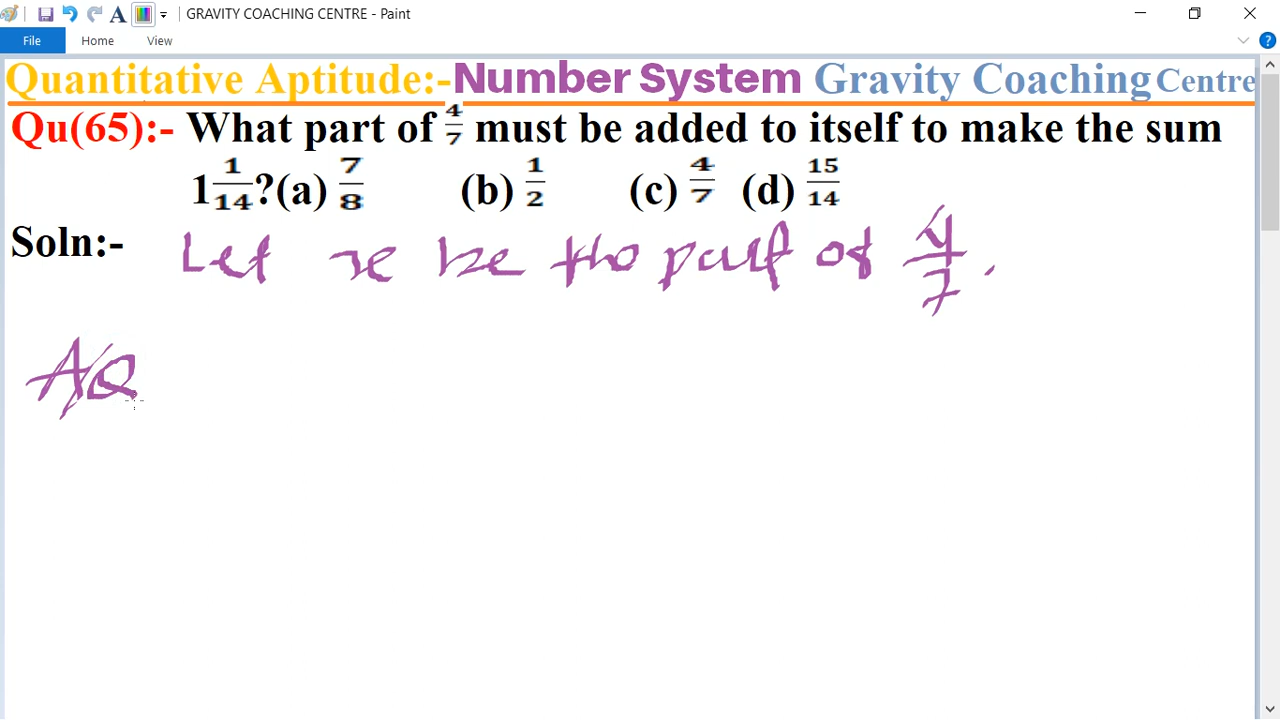 GRAVITY COACHING CENTRE - Paint
File Home View
Quantitative Aptitude:-Number System Gravity Coaching Centre
Qu(65):- What part of 4/7 must be added to itself to make the sum
1 1/14?(a) 7/8 (b) 1/2 (c) 4/7 (d) 15/14
Soln:- Let x be the part of 4/7.
A/Q